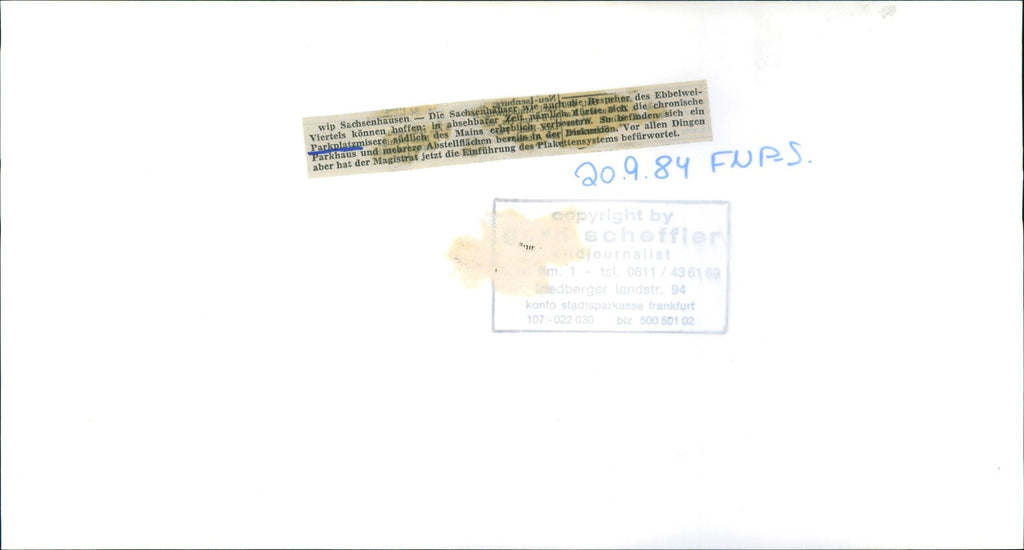 wip Sachsenhausen — Die Sachsenhäuser wie auch die Besucher des Ebbelwei-
Viertels können hoffen: in absehbarer Zeit nämlich dürfte sich die chronische
Parkplatzmisere südlich des Mains erheblich verbessern. So befinden sich ein
Parkhaus und mehrere Abstellflächen bereits in der Diskussion. Vor allen Dingen
aber hat der Magistrat jetzt die Einführung des Plakettensystems befürwortet.
20.9.84
copyright by
scheffler
journalist
ffm. 1 - tel. 0611 / 43 61 69
friedberger landstr. 94
konto stadtsparkasse frankfurt
107 - 022 030 blz 500 501 02